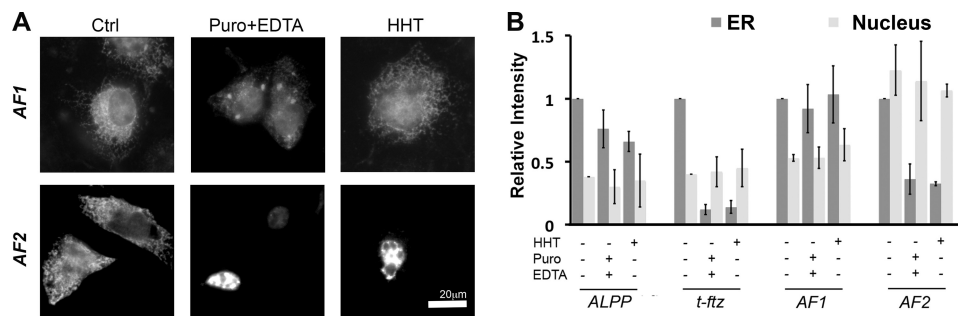 A
Ctrl
Puro+EDTA
HHT
AF1
AF2
20μm
B
ER
Nucleus
Relative Intensity
1.5
1
0.5
0
HHT - - + - - + - - + - - +
Puro - + - - + - - + - - + -
EDTA - + - - + - - + - - + -
ALPP
t-ftz
AF1
AF2